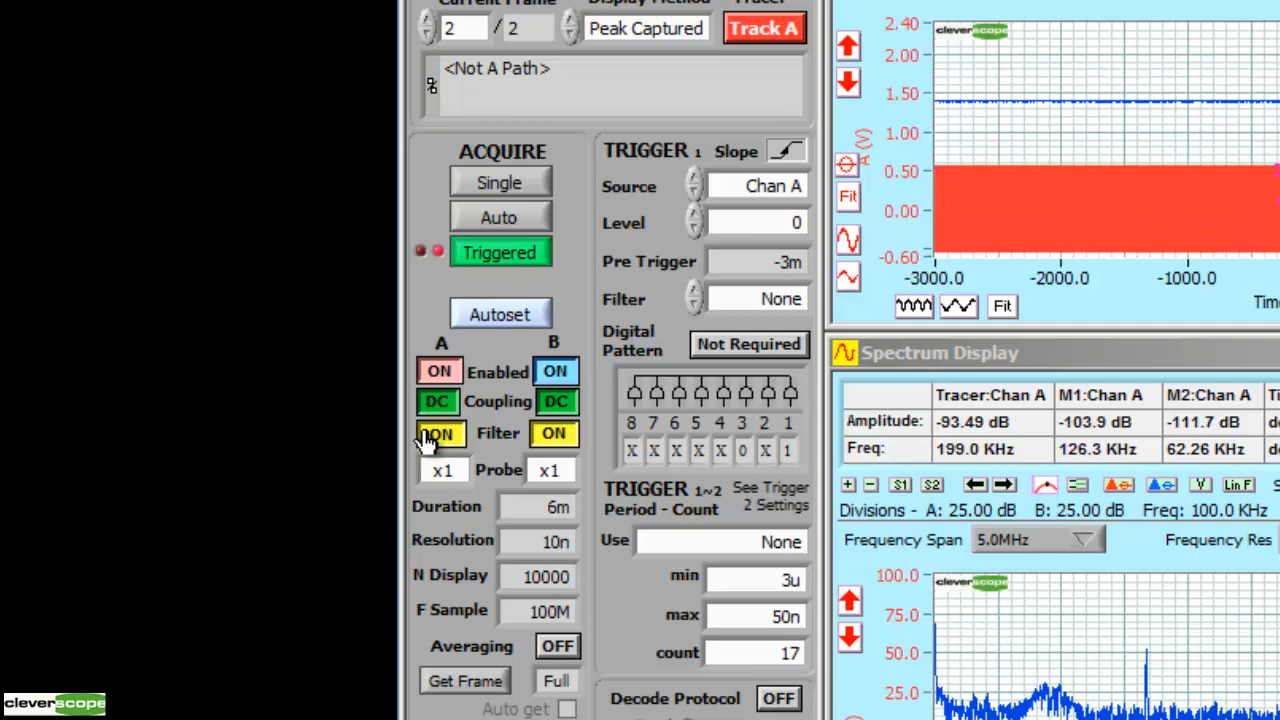 Current Frame Display Method Tracer
2 / 2 Peak Captured Track A
<Not A Path>
ACQUIRE
Single
Auto
Triggered
Autoset
A B
ON Enabled ON
DC Coupling DC
ON Filter ON
x1 Probe x1
Duration 6m
Resolution 10n
N Display 10000
F Sample 100M
Averaging OFF
Get Frame Full
Auto get
TRIGGER 1 Slope
Source Chan A
Level 0
Pre Trigger -3m
Filter None
Digital
Pattern Not Required
8 7 6 5 4 3 2 1
X X X X X 0 X 1
TRIGGER 1~2 See Trigger
Period - Count 2 Settings
Use None
min 3u
max 50n
count 17
Decode Protocol OFF
2.40
cleverscope
2.00
1.50
1.00
A (V)
0.50
Fit
0.00
-0.60
-3000.0 -2000.0 -1000.0
Fit
Spectrum Display
Tracer:Chan A M1:Chan A M2:Chan A
Amplitude: -93.49 dB -103.9 dB -111.7 dB
Freq: 199.0 KHz 126.3 KHz 62.26 KHz
+ - S1 S2 V Lin F
Divisions - A: 25.00 dB B: 25.00 dB Freq: 100.0 KHz
Frequency Span 5.0MHz Frequency Res
100.0
cleverscope
75.0
50.0
25.0
cleverscope